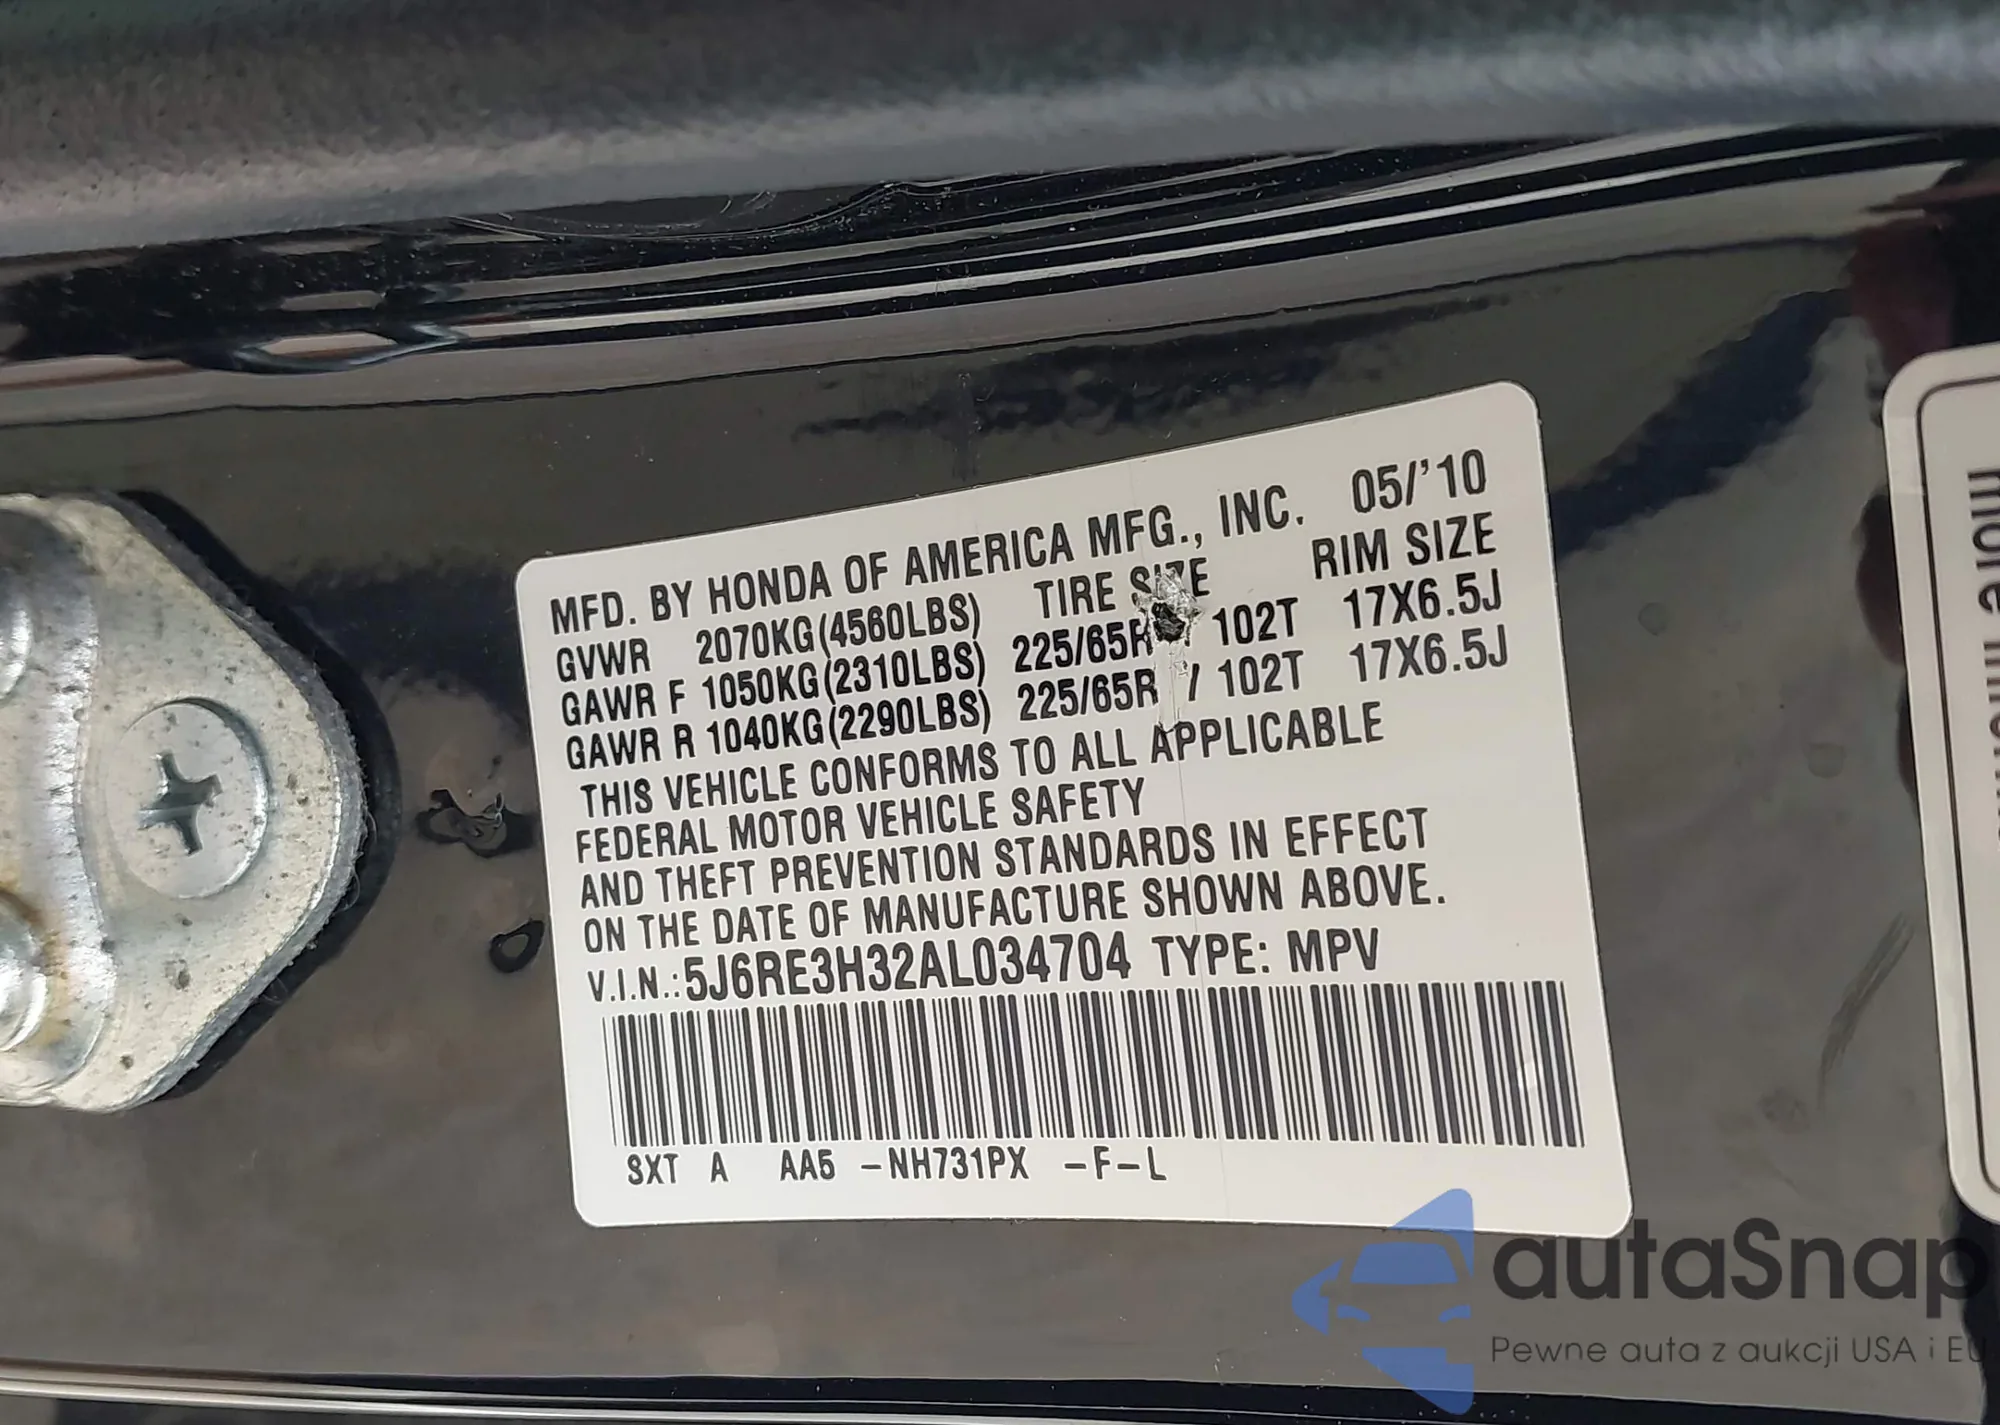 MFD. BY HONDA OF AMERICA MFG., INC. 05/'10
GVWR 2070KG(4560LBS) TIRE SIZE RIM SIZE
GAWR F 1050KG(2310LBS) 225/65R 102T 17X6.5J
GAWR R 1040KG(2290LBS) 225/65R / 102T 17X6.5J
THIS VEHICLE CONFORMS TO ALL APPLICABLE
FEDERAL MOTOR VEHICLE SAFETY
AND THEFT PREVENTION STANDARDS IN EFFECT
ON THE DATE OF MANUFACTURE SHOWN ABOVE.
V.I.N.:5J6RE3H32AL034704 TYPE: MPV
SXT A AA5 -NH731PX -F-L
more
autaSnap
Pewne auta z aukcji USA i EU